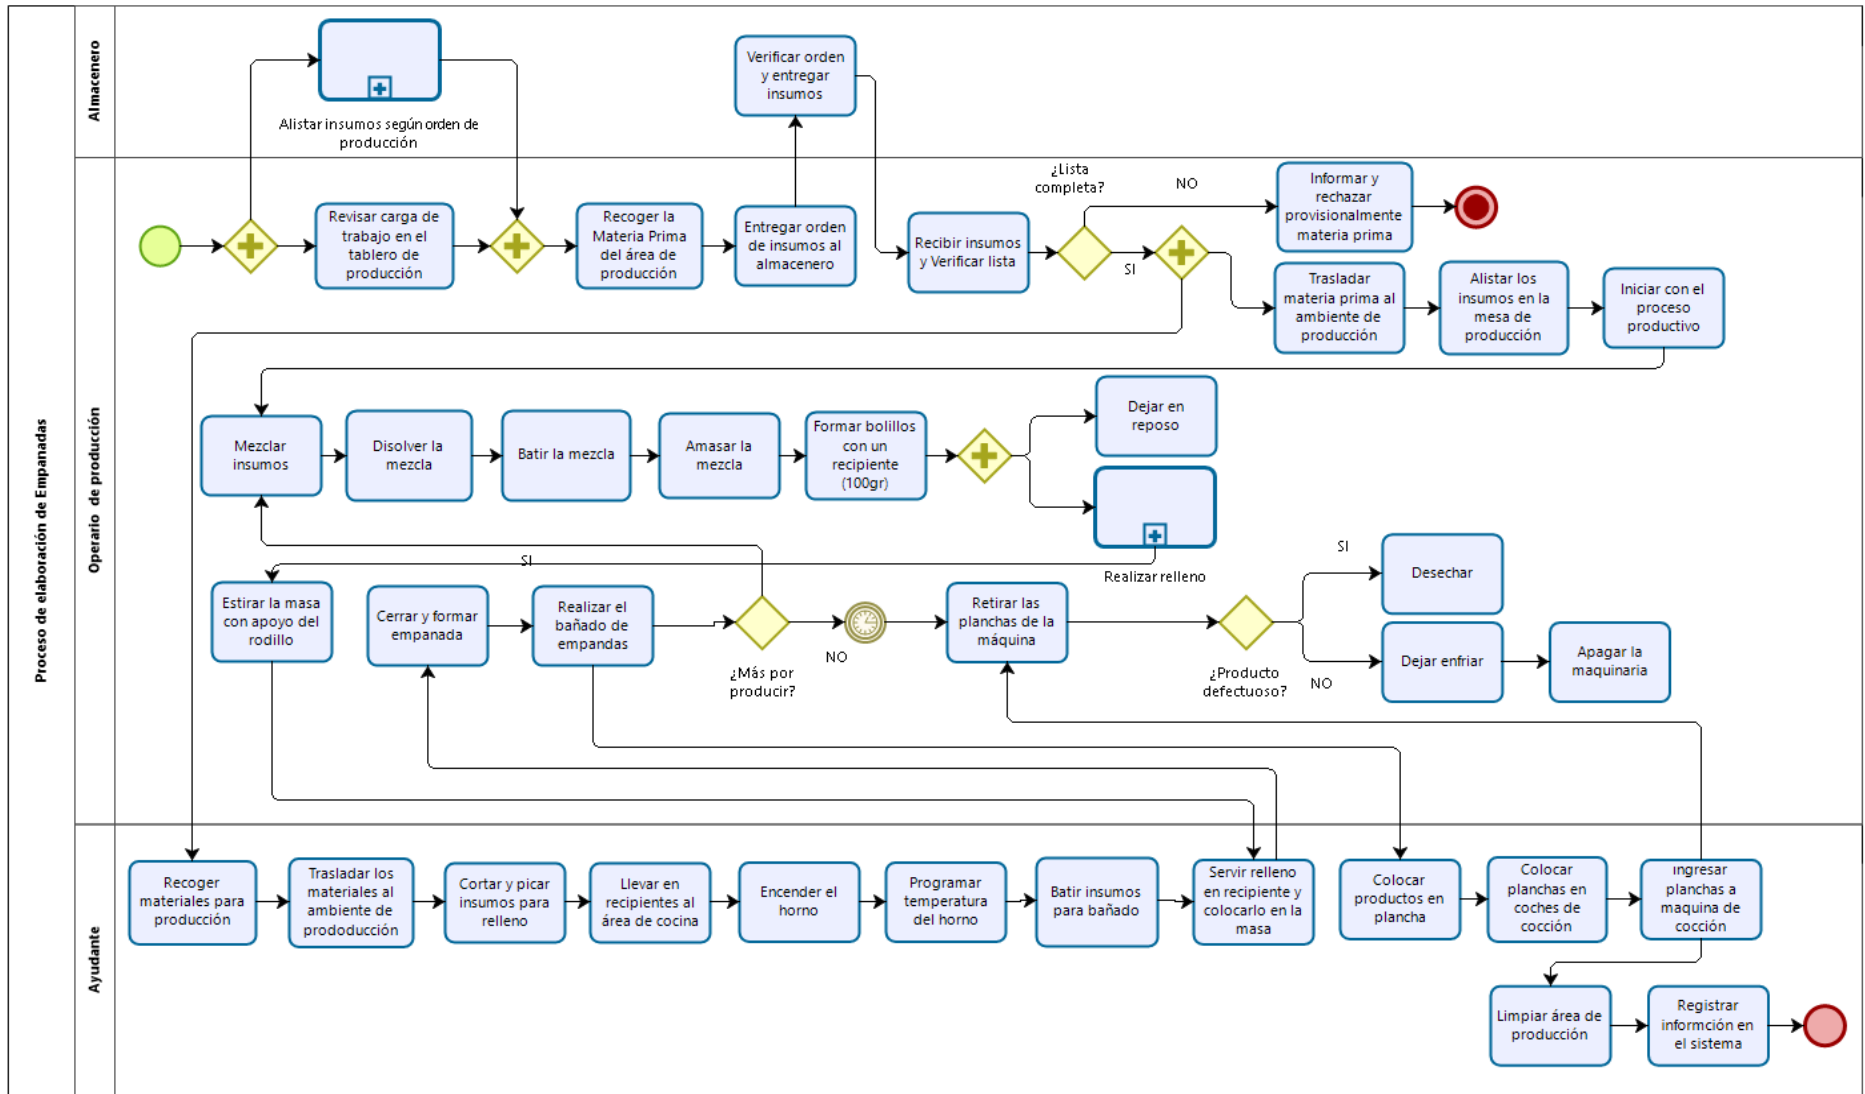 Proceso de elaboración de Empanadas
Almacenero
Alistar insumos según orden de
producción
Verificar orden
y entregar
insumos
Operario de producción
Revisar carga de
trabajo en el
tablero de
producción
Recoger la
Materia Prima
del área de
producción
Entregar orden
de insumos al
almacenero
Recibir insumos
y Verificar lista
¿Lista
completa?
NO
SI
Informar y
rechazar
provisionalmente
materia prima
Trasladar
materia prima al
ambiente de
producción
Alistar los
insumos en la
mesa de
producción
Iniciar con el
proceso
productivo
Mezclar
insumos
Disolver la
mezcla
Batir la mezcla
Amasar la
mezcla
Formar bolillos
con un
recipiente
(100gr)
Dejar en
reposo
Realizar relleno
SI
Estirar la masa
con apoyo del
rodillo
Cerrar y formar
empanada
Realizar el
bañado de
empandas
¿Más por
producir?
NO
Retirar las
planchas de la
máquina
¿Producto
defectuoso?
SI
NO
Desechar
Dejar enfriar
Apagar la
maquinaria
Ayudante
Recoger
materiales para
producción
Trasladar los
materiales al
ambiente de
prododucción
Cortar y picar
insumos para
relleno
Llevar en
recipientes al
área de cocina
Encender el
horno
Programar
temperatura
del horno
Batir insumos
para bañado
Servir relleno
en recipiente y
colocarlo en la
masa
Colocar
productos en
plancha
Colocar
planchas en
coches de
cocción
Ingresar
planchas a
maquina de
cocción
Limpiar área de
producción
Registrar
informción en
el sistema